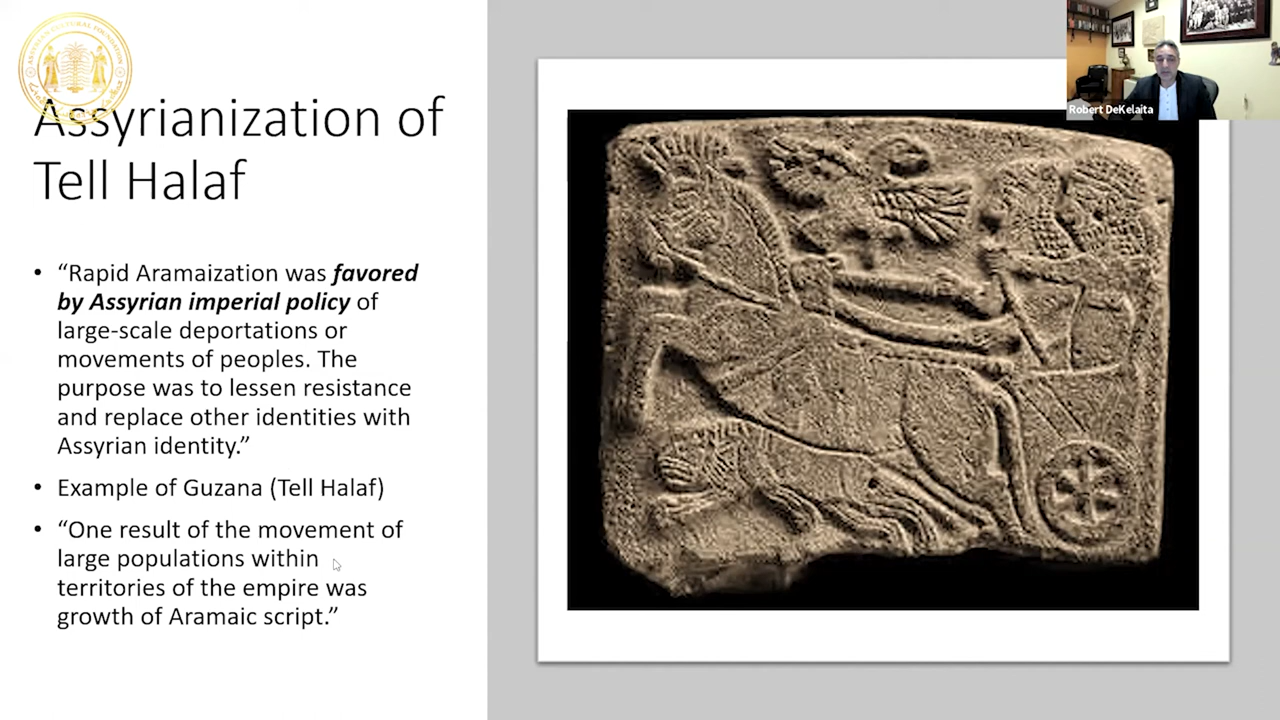 Assyrianization of
Tell Halaf
• “Rapid Aramaization was favored
by Assyrian imperial policy of
large-scale deportations or
movements of peoples. The
purpose was to lessen resistance
and replace other identities with
Assyrian identity.”
• Example of Guzana (Tell Halaf)
• “One result of the movement of
large populations within
territories of the empire was
growth of Aramaic script.”
Robert DeKelaita
ASSYRIAN CULTURAL FOUNDATION